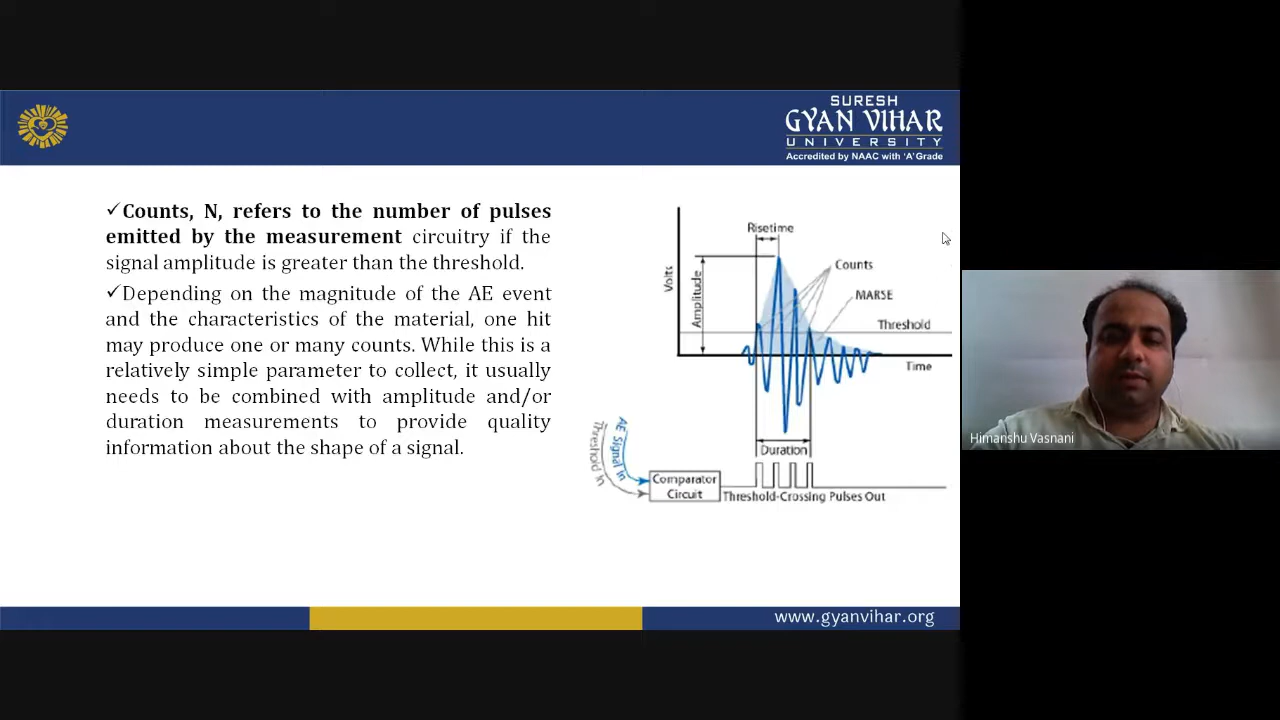 SURESH
GYAN VIHAR
UNIVERSITY
Accredited by NAAC with 'A' Grade
✓Counts, N, refers to the number of pulses
emitted by the measurement circuitry if the
signal amplitude is greater than the threshold.
✓Depending on the magnitude of the AE event
and the characteristics of the material, one hit
may produce one or many counts. While this is a
relatively simple parameter to collect, it usually
needs to be combined with amplitude and/or
duration measurements to provide quality
information about the shape of a signal.
Risetime
Volts
Amplitude
Counts
MARSE
Threshold
Time
Duration
AE Signal In
Threshold In
Comparator
Circuit
Threshold-Crossing Pulses Out
www.gyanvihar.org
Himanshu Vasnani